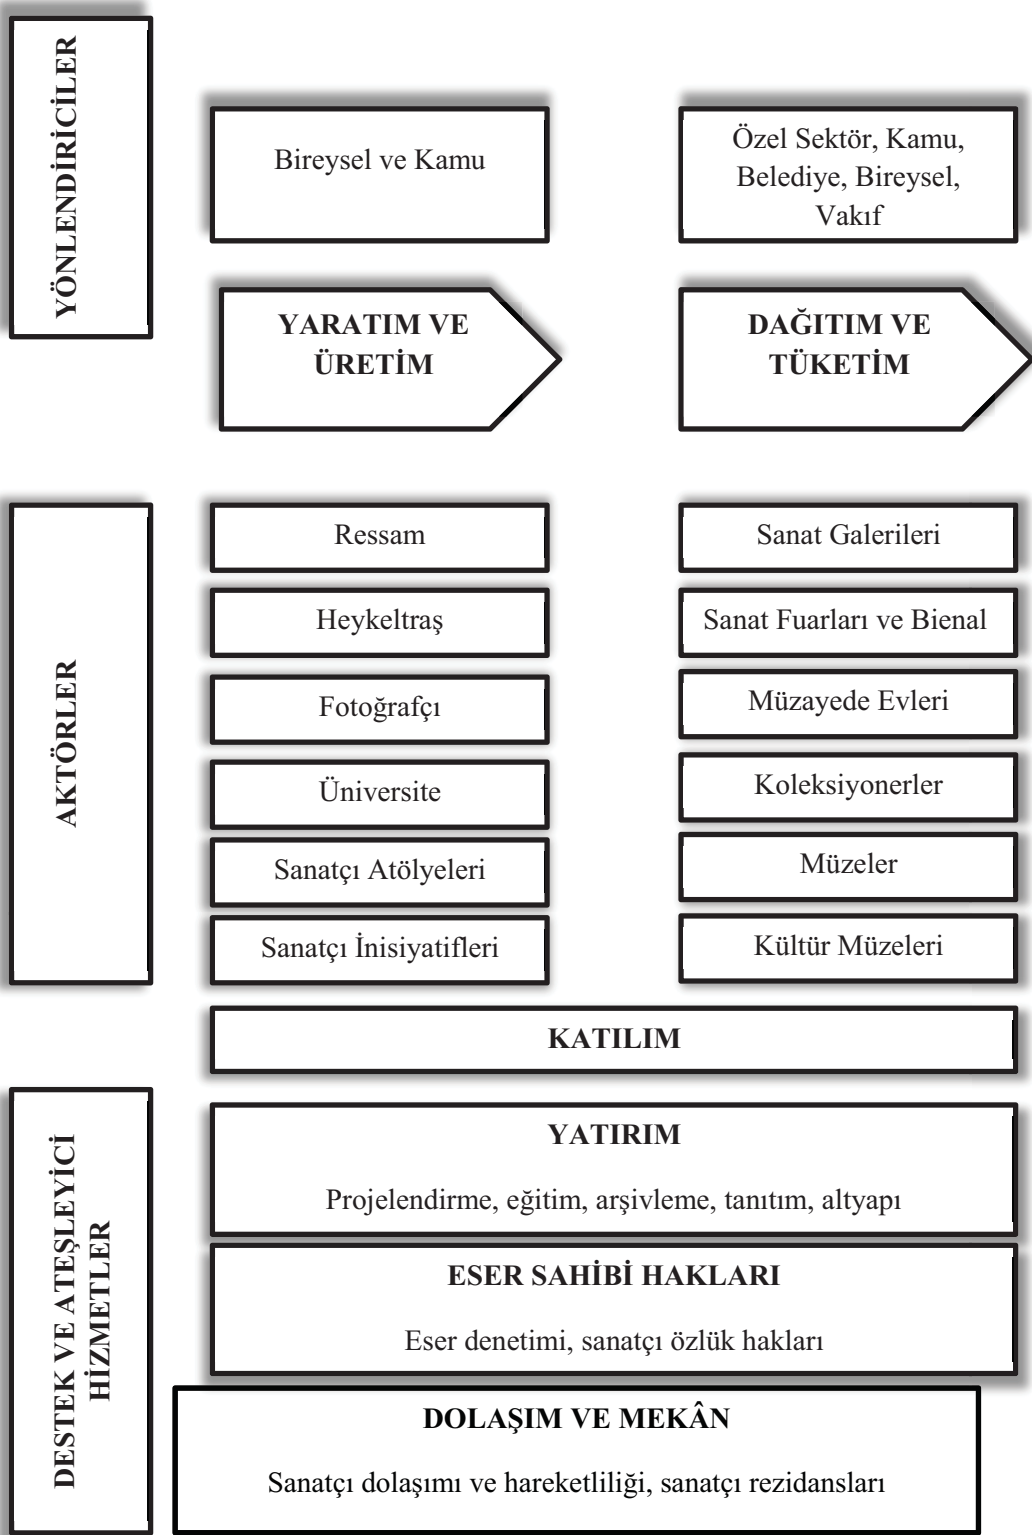 YÖNLENDİRİCİLER
Bireysel ve Kamu
Özel Sektör, Kamu,
Belediye, Bireysel,
Vakıf
YARATIM VE
ÜRETİM
DAĞITIM VE
TÜKETİM
AKTÖRLER
Ressam
Sanat Galerileri
Heykeltraş
Sanat Fuarları ve Bienal
Fotoğrafçı
Müzayede Evleri
Üniversite
Koleksiyonerler
Sanatçı Atölyeleri
Müzeler
Sanatçı İnisiyatifleri
Kültür Müzeleri
KATILIM
DESTEK VE ATEŞLEYİCİ
HİZMETLER
YATIRIM
Projelendirme, eğitim, arşivleme, tanıtım, altyapı
ESER SAHİBİ HAKLARI
Eser denetimi, sanatçı özlük hakları
DOLAŞIM VE MEKÂN
Sanatçı dolaşımı ve hareketliliği, sanatçı rezidansları